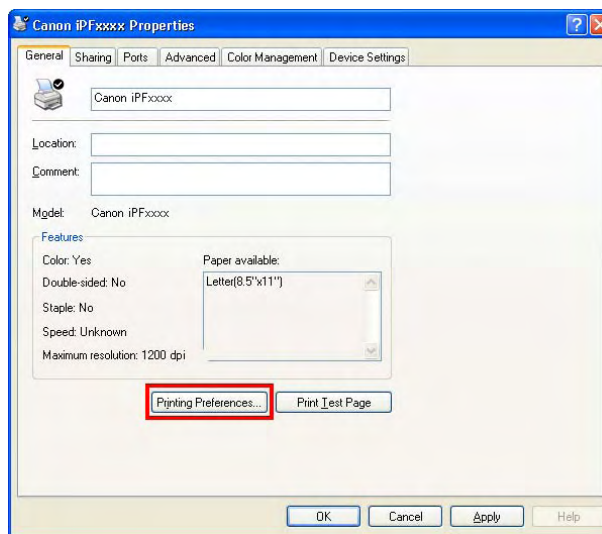 Canon iPFxxxx Properties
General Sharing Ports Advanced Color Management Device Settings
Canon iPFxxxx
Location:
Comment:
Model: Canon iPFxxxx
Features
Color: Yes Paper available:
Double-sided: No Letter(8.5"x11")
Staple: No
Speed: Unknown
Maximum resolution: 1200 dpi
Printing Preferences... Print Test Page
OK Cancel Apply Help